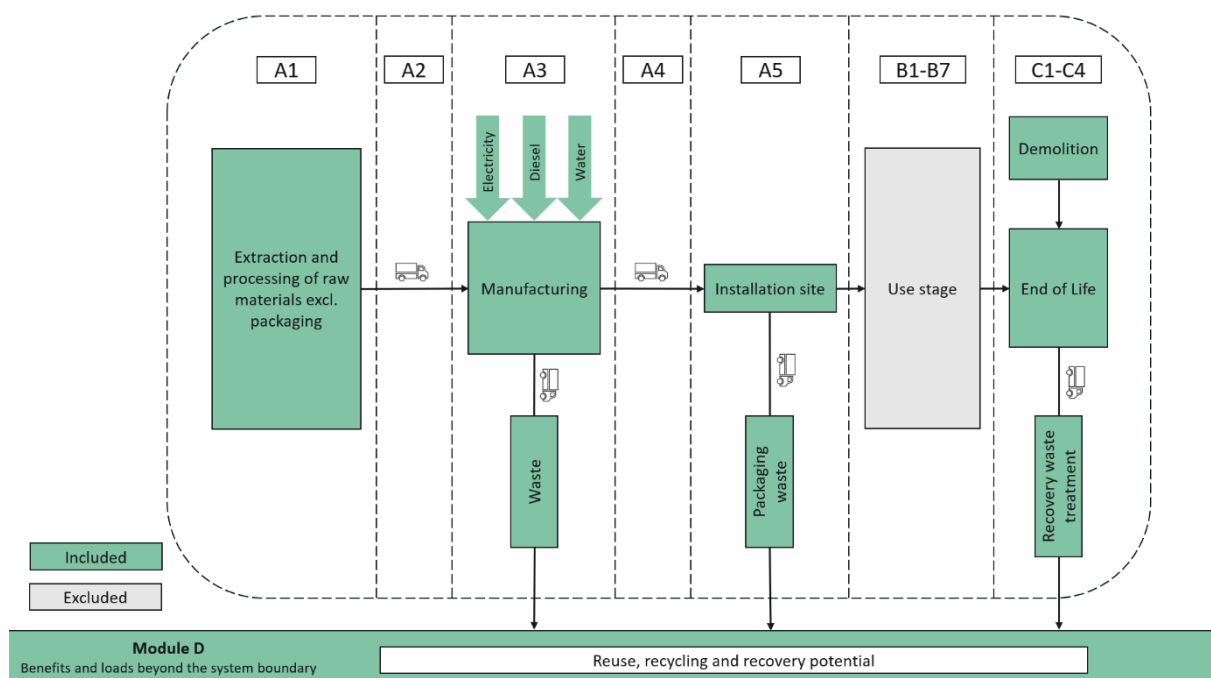 A1
A2
A3
A4
A5
B1-B7
C1-C4
Electricity
Diesel
Water
Demolition
Extraction and
processing of raw
materials excl.
packaging
Manufacturing
Installation site
Use stage
End of Life
Waste
Packaging
waste
Recovery waste
treatment
Included
Excluded
Module D
Benefits and loads beyond the system boundary
Reuse, recycling and recovery potential